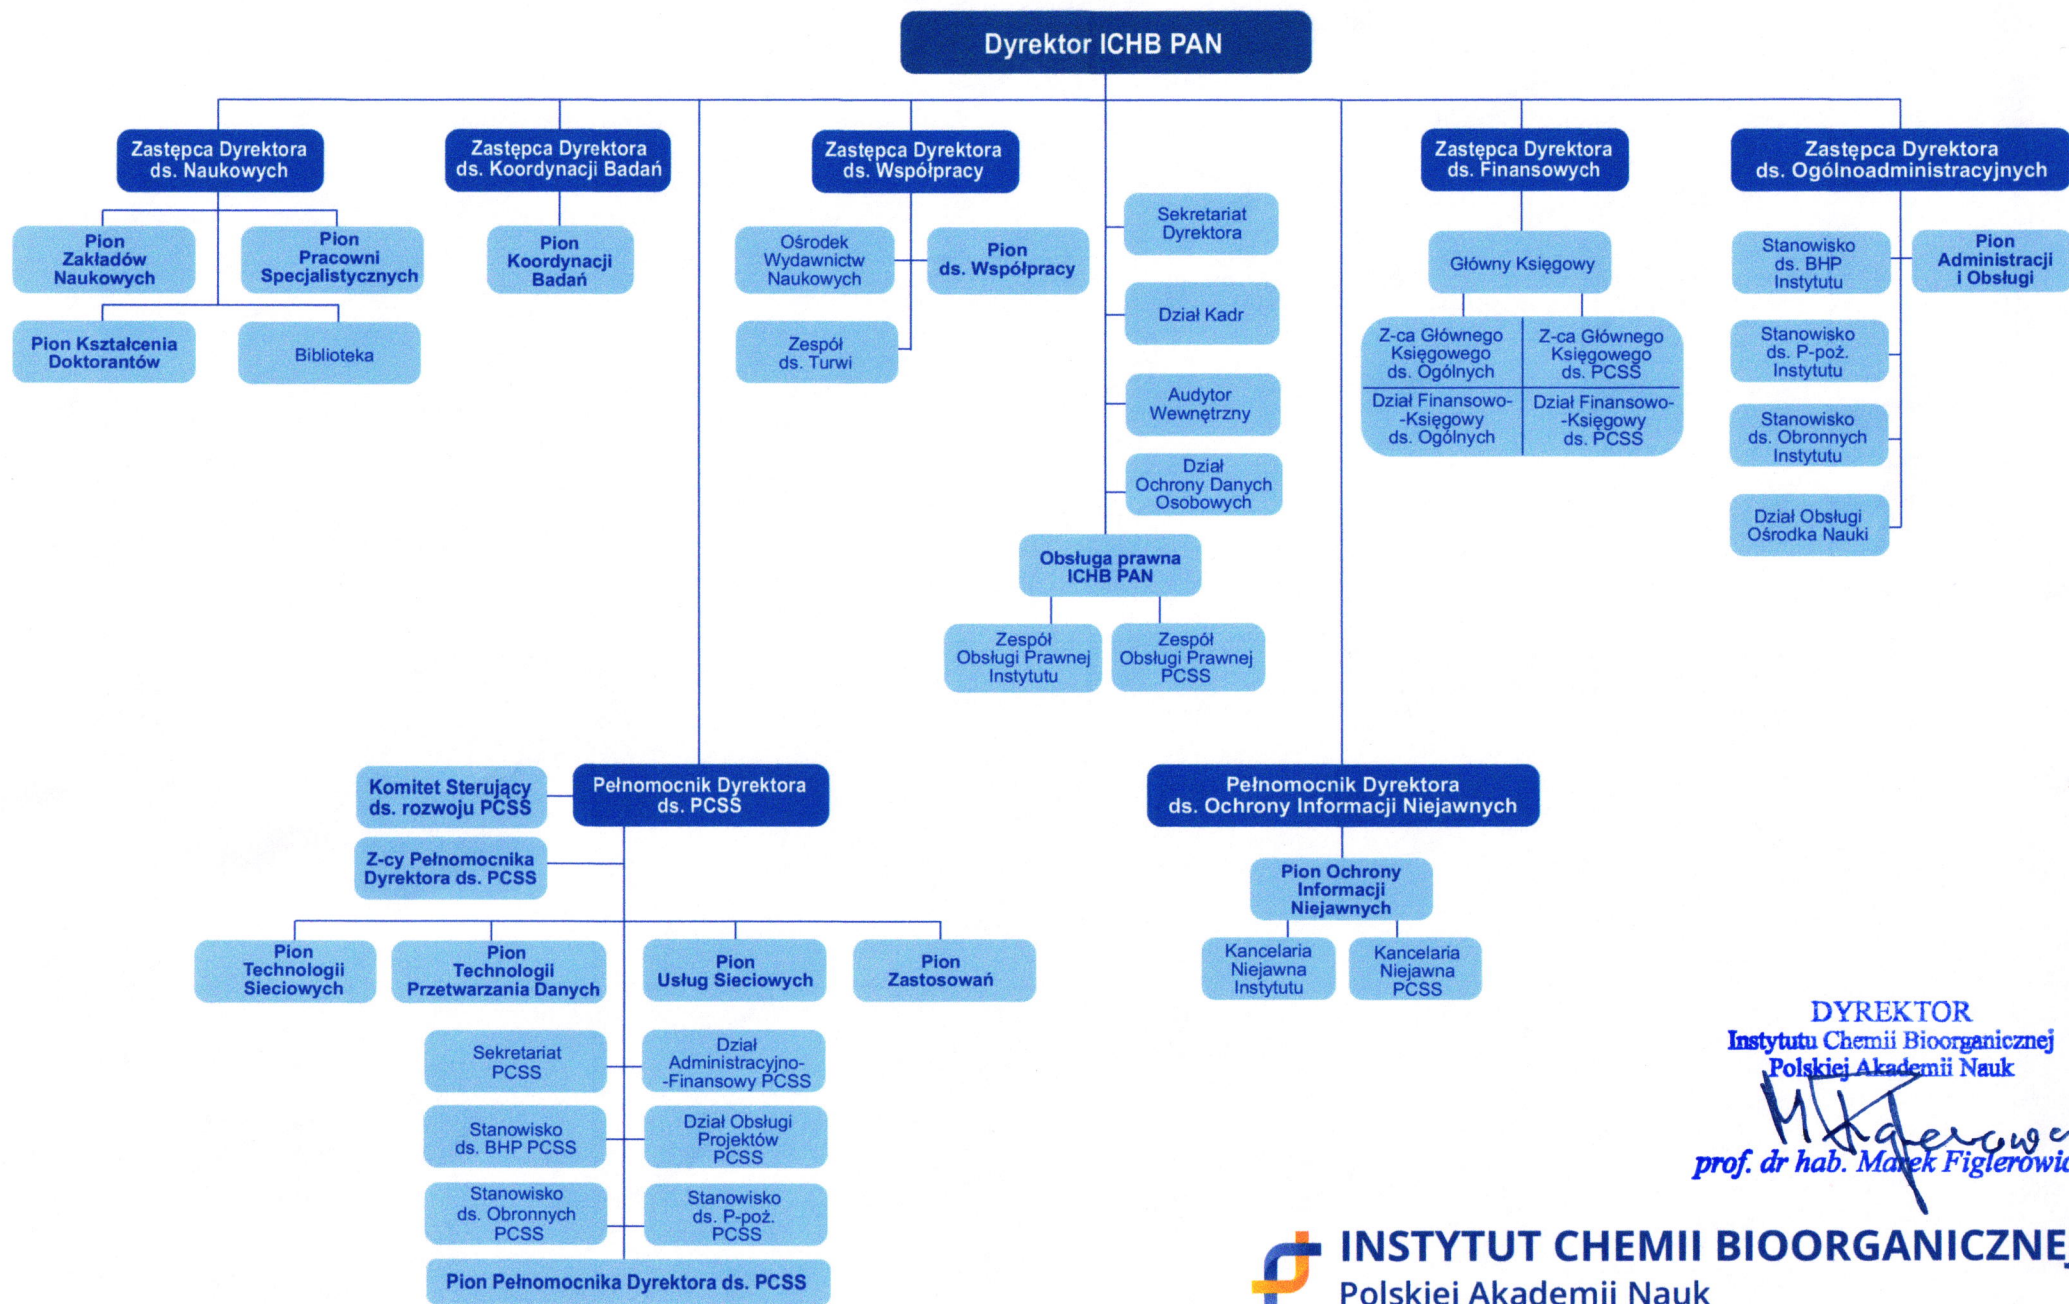 Dyrektor ICHB PAN
Zastępca Dyrektora
ds. Naukowych
Zastępca Dyrektora
ds. Koordynacji Badań
Zastępca Dyrektora
ds. Współpracy
Zastępca Dyrektora
ds. Finansowych
Zastępca Dyrektora
ds. Ogólnoadministracyjnych
Pion
Zakładów
Naukowych
Pion
Pracowni
Specjalistycznych
Pion Kształcenia
Doktorantów
Biblioteka
Pion
Koordynacji
Badań
Ośrodek
Wydawnictw
Naukowych
Pion
ds. Współpracy
Zespół
ds. Turwi
Sekretariat
Dyrektora
Dział Kadr
Audytor
Wewnętrzny
Dział
Ochrony Danych
Osobowych
Obsługa prawna
ICHB PAN
Zespół
Obsługi Prawnej
Instytutu
Zespół
Obsługi Prawnej
PCSS
Główny Księgowy
Z-ca Głównego
Księgowego
ds. Ogólnych
Z-ca Głównego
Księgowego
ds. PCSS
Dział Finansowo-
-Księgowy
ds. Ogólnych
Dział Finansowo-
-Księgowy
ds. PCSS
Stanowisko
ds. BHP
Instytutu
Pion
Administracji
i Obsługi
Stanowisko
ds. P-poż.
Instytutu
Stanowisko
ds. Obronnych
Instytutu
Dział Obsługi
Ośrodka Nauki
Komitet Sterujący
ds. rozwoju PCSS
Pełnomocnik Dyrektora
ds. PCSS
Z-cy Pełnomocnika
Dyrektora ds. PCSS
Pion
Technologii
Sieciowych
Pion
Technologii
Przetwarzania Danych
Pion
Usług Sieciowych
Pion
Zastosowań
Sekretariat
PCSS
Dział
Administracyjno-
-Finansowy PCSS
Stanowisko
ds. BHP PCSS
Dział Obsługi
Projektów
PCSS
Stanowisko
ds. Obronnych
PCSS
Stanowisko
ds. P-poż.
PCSS
Pion Pełnomocnika Dyrektora ds. PCSS
Pełnomocnik Dyrektora
ds. Ochrony Informacji Niejawnych
Pion Ochrony
Informacji
Niejawnych
Kancelaria
Niejawna
Instytutu
Kancelaria
Niejawna
PCSS
DYREKTOR
Instytutu Chemii Bioorganicznej
Polskiej Akademii Nauk
prof. dr hab. Marek
INSTYTUT CHEMII BIOORGANICZNEJ
Polskiej Akademii Nauk